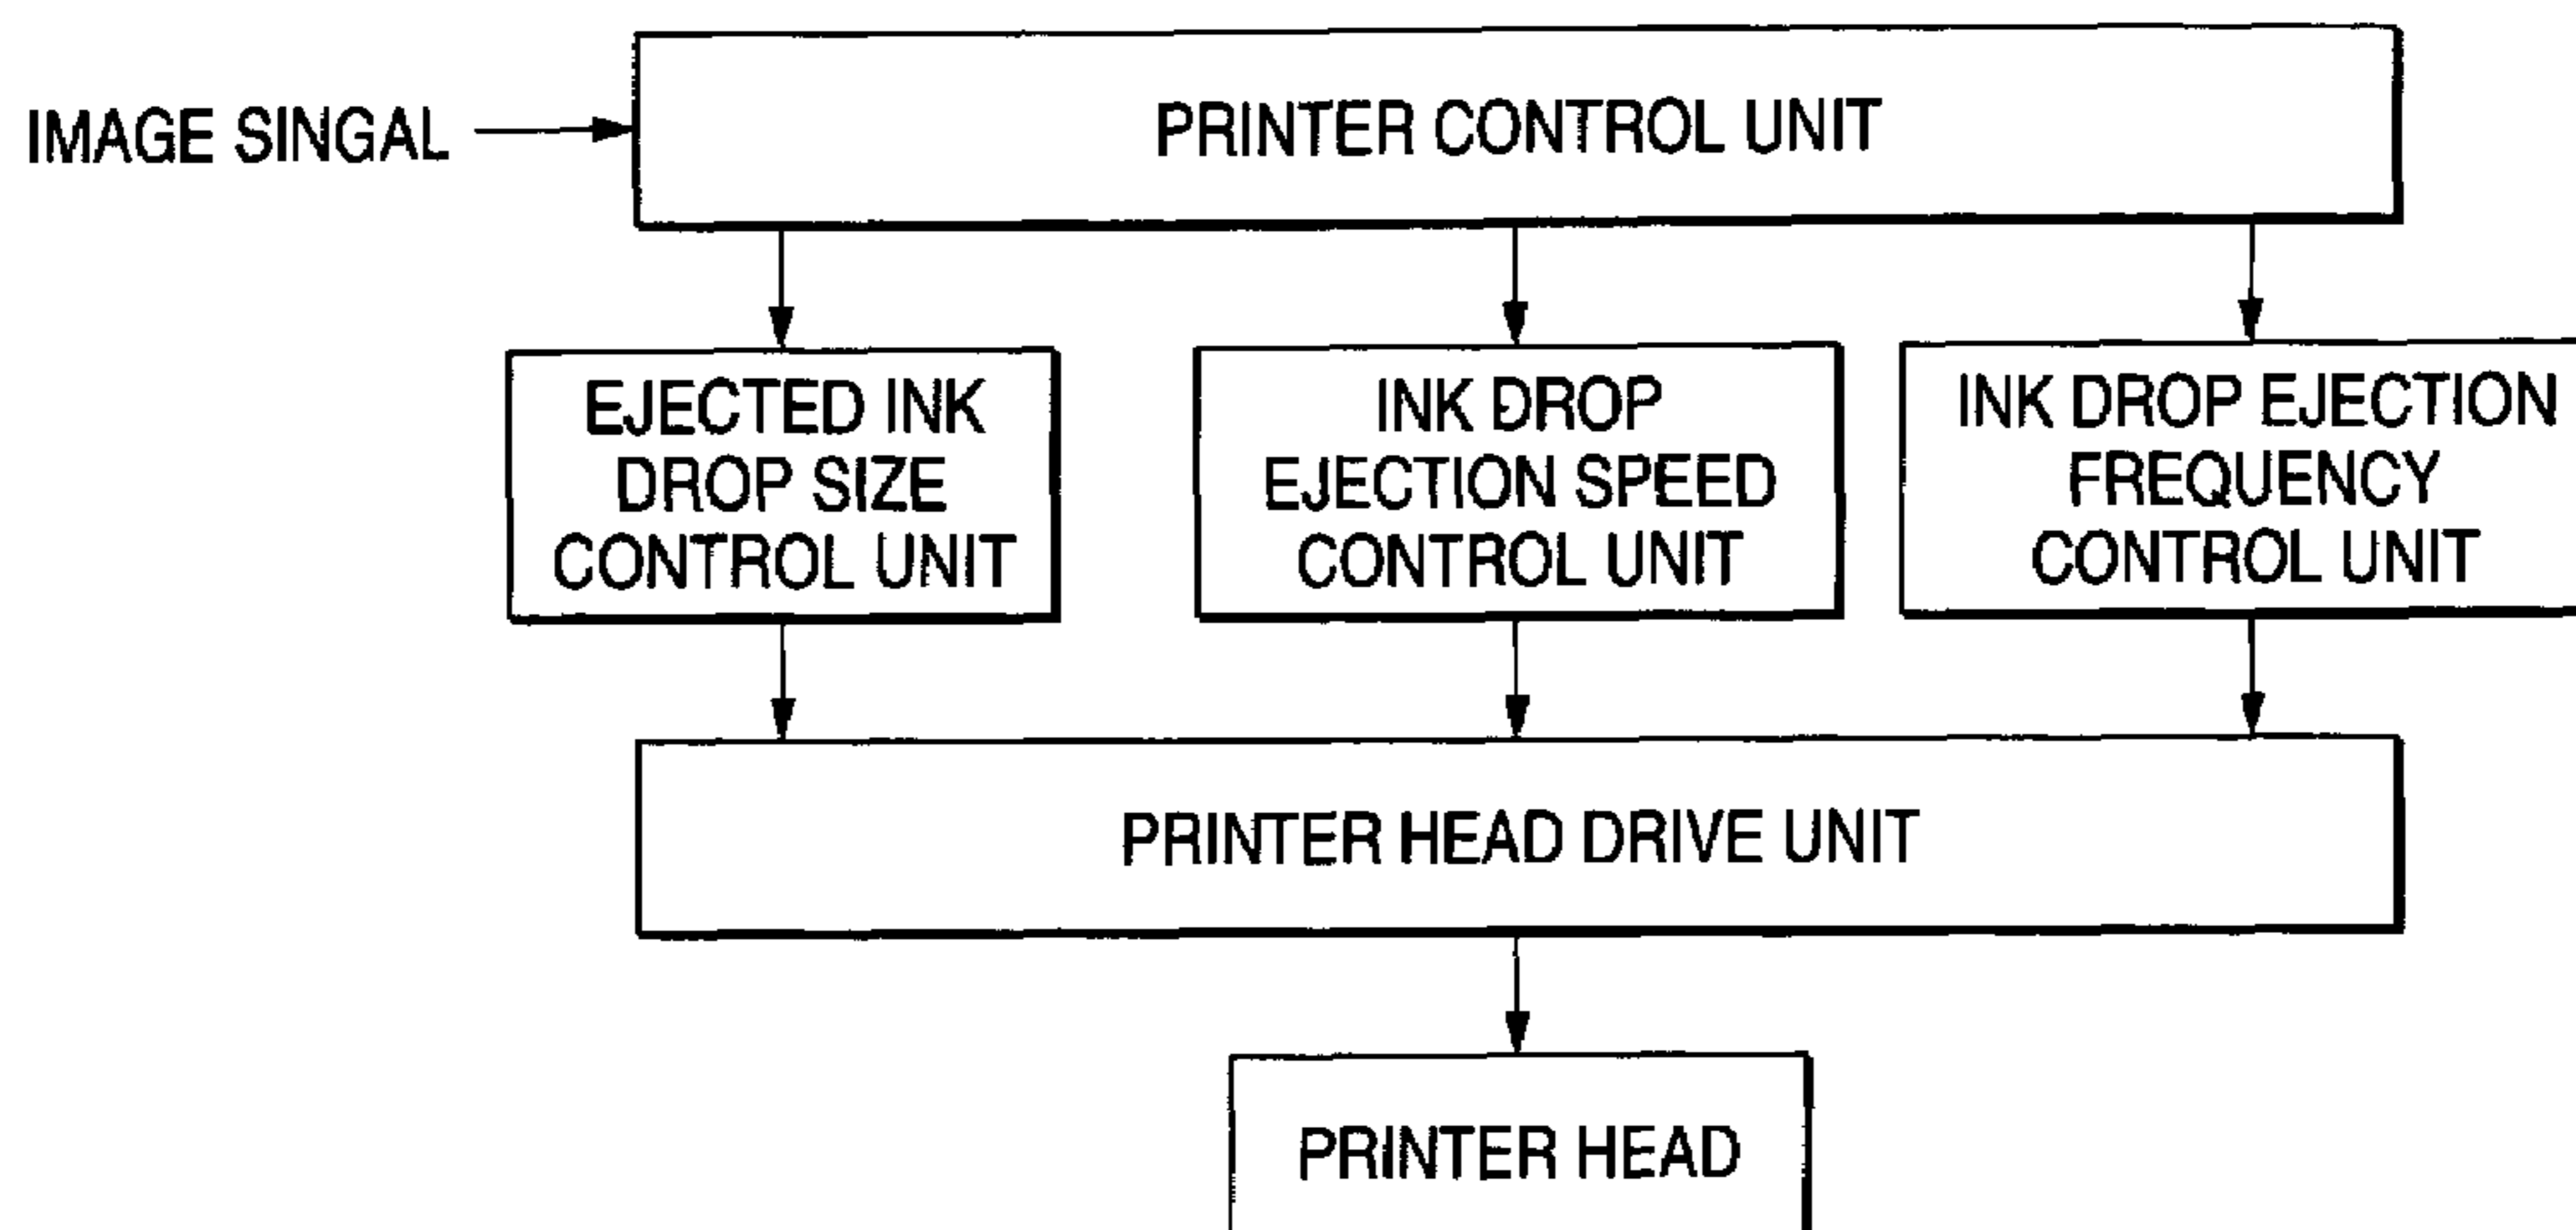 IMAGE SINGAL
PRINTER CONTROL UNIT
EJECTED INK
DROP SIZE
CONTROL UNIT
INK DROP
EJECTION SPEED
CONTROL UNIT
INK DROP EJECTION
FREQUENCY
CONTROL UNIT
PRINTER HEAD DRIVE UNIT
PRINTER HEAD